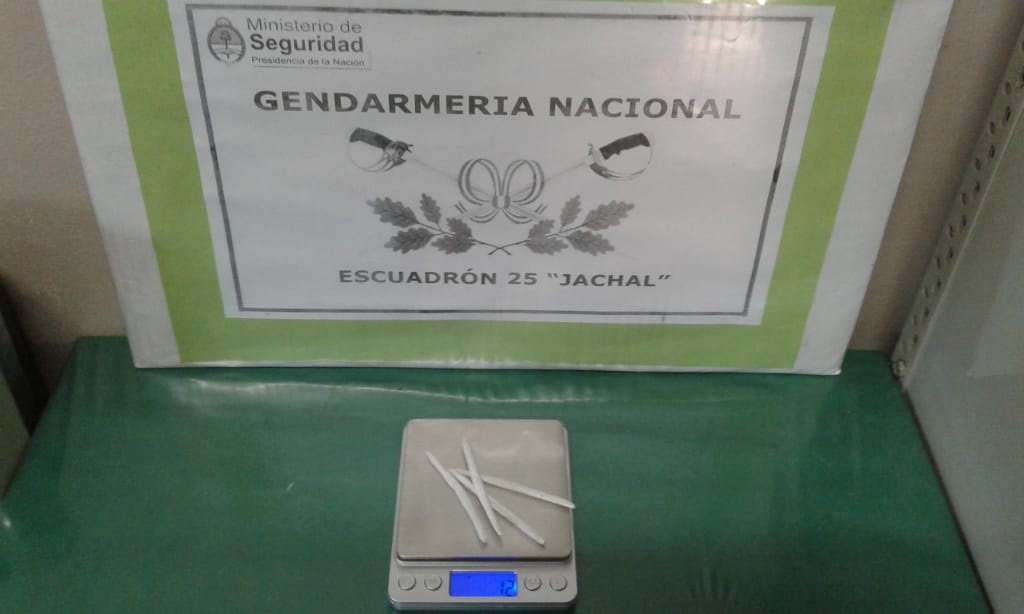 Ministerio de
Seguridad
Presidencia de la Nación
GENDARMERIA NACIONAL
ESCUADRÓN 25 "JACHAL"
12